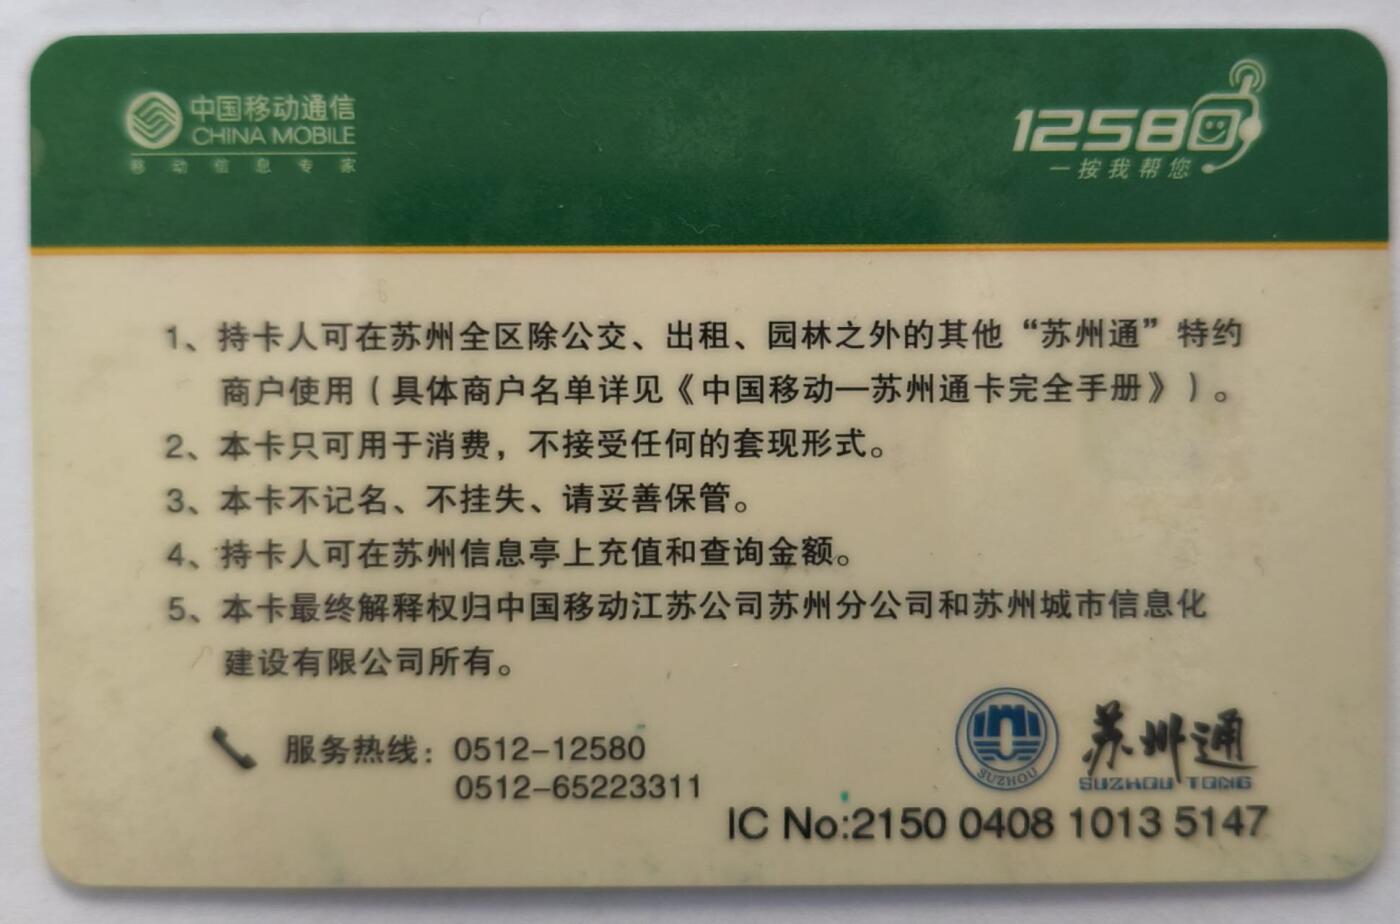 中国移动通信
CHINA MOBILE
移动信息专家
12580
一按我帮您
1、持卡人可在苏州全区除公交、出租、园林之外的其他“苏州通”特约
商户使用（具体商户名单详见《中国移动—苏州通卡完全手册》）。
2、本卡只可用于消费，不接受任何的套现形式。
3、本卡不记名、不挂失、请妥善保管。
4、持卡人可在苏州信息亭上充值和查询金额。
5、本卡最终解释权归中国移动江苏公司苏州分公司和苏州城市信息化
建设有限公司所有。
服务热线：0512-12580
0512-65223311
SUZHOU
苏州通
SUZHOU TONG
IC No:2150 0408 1013 5147